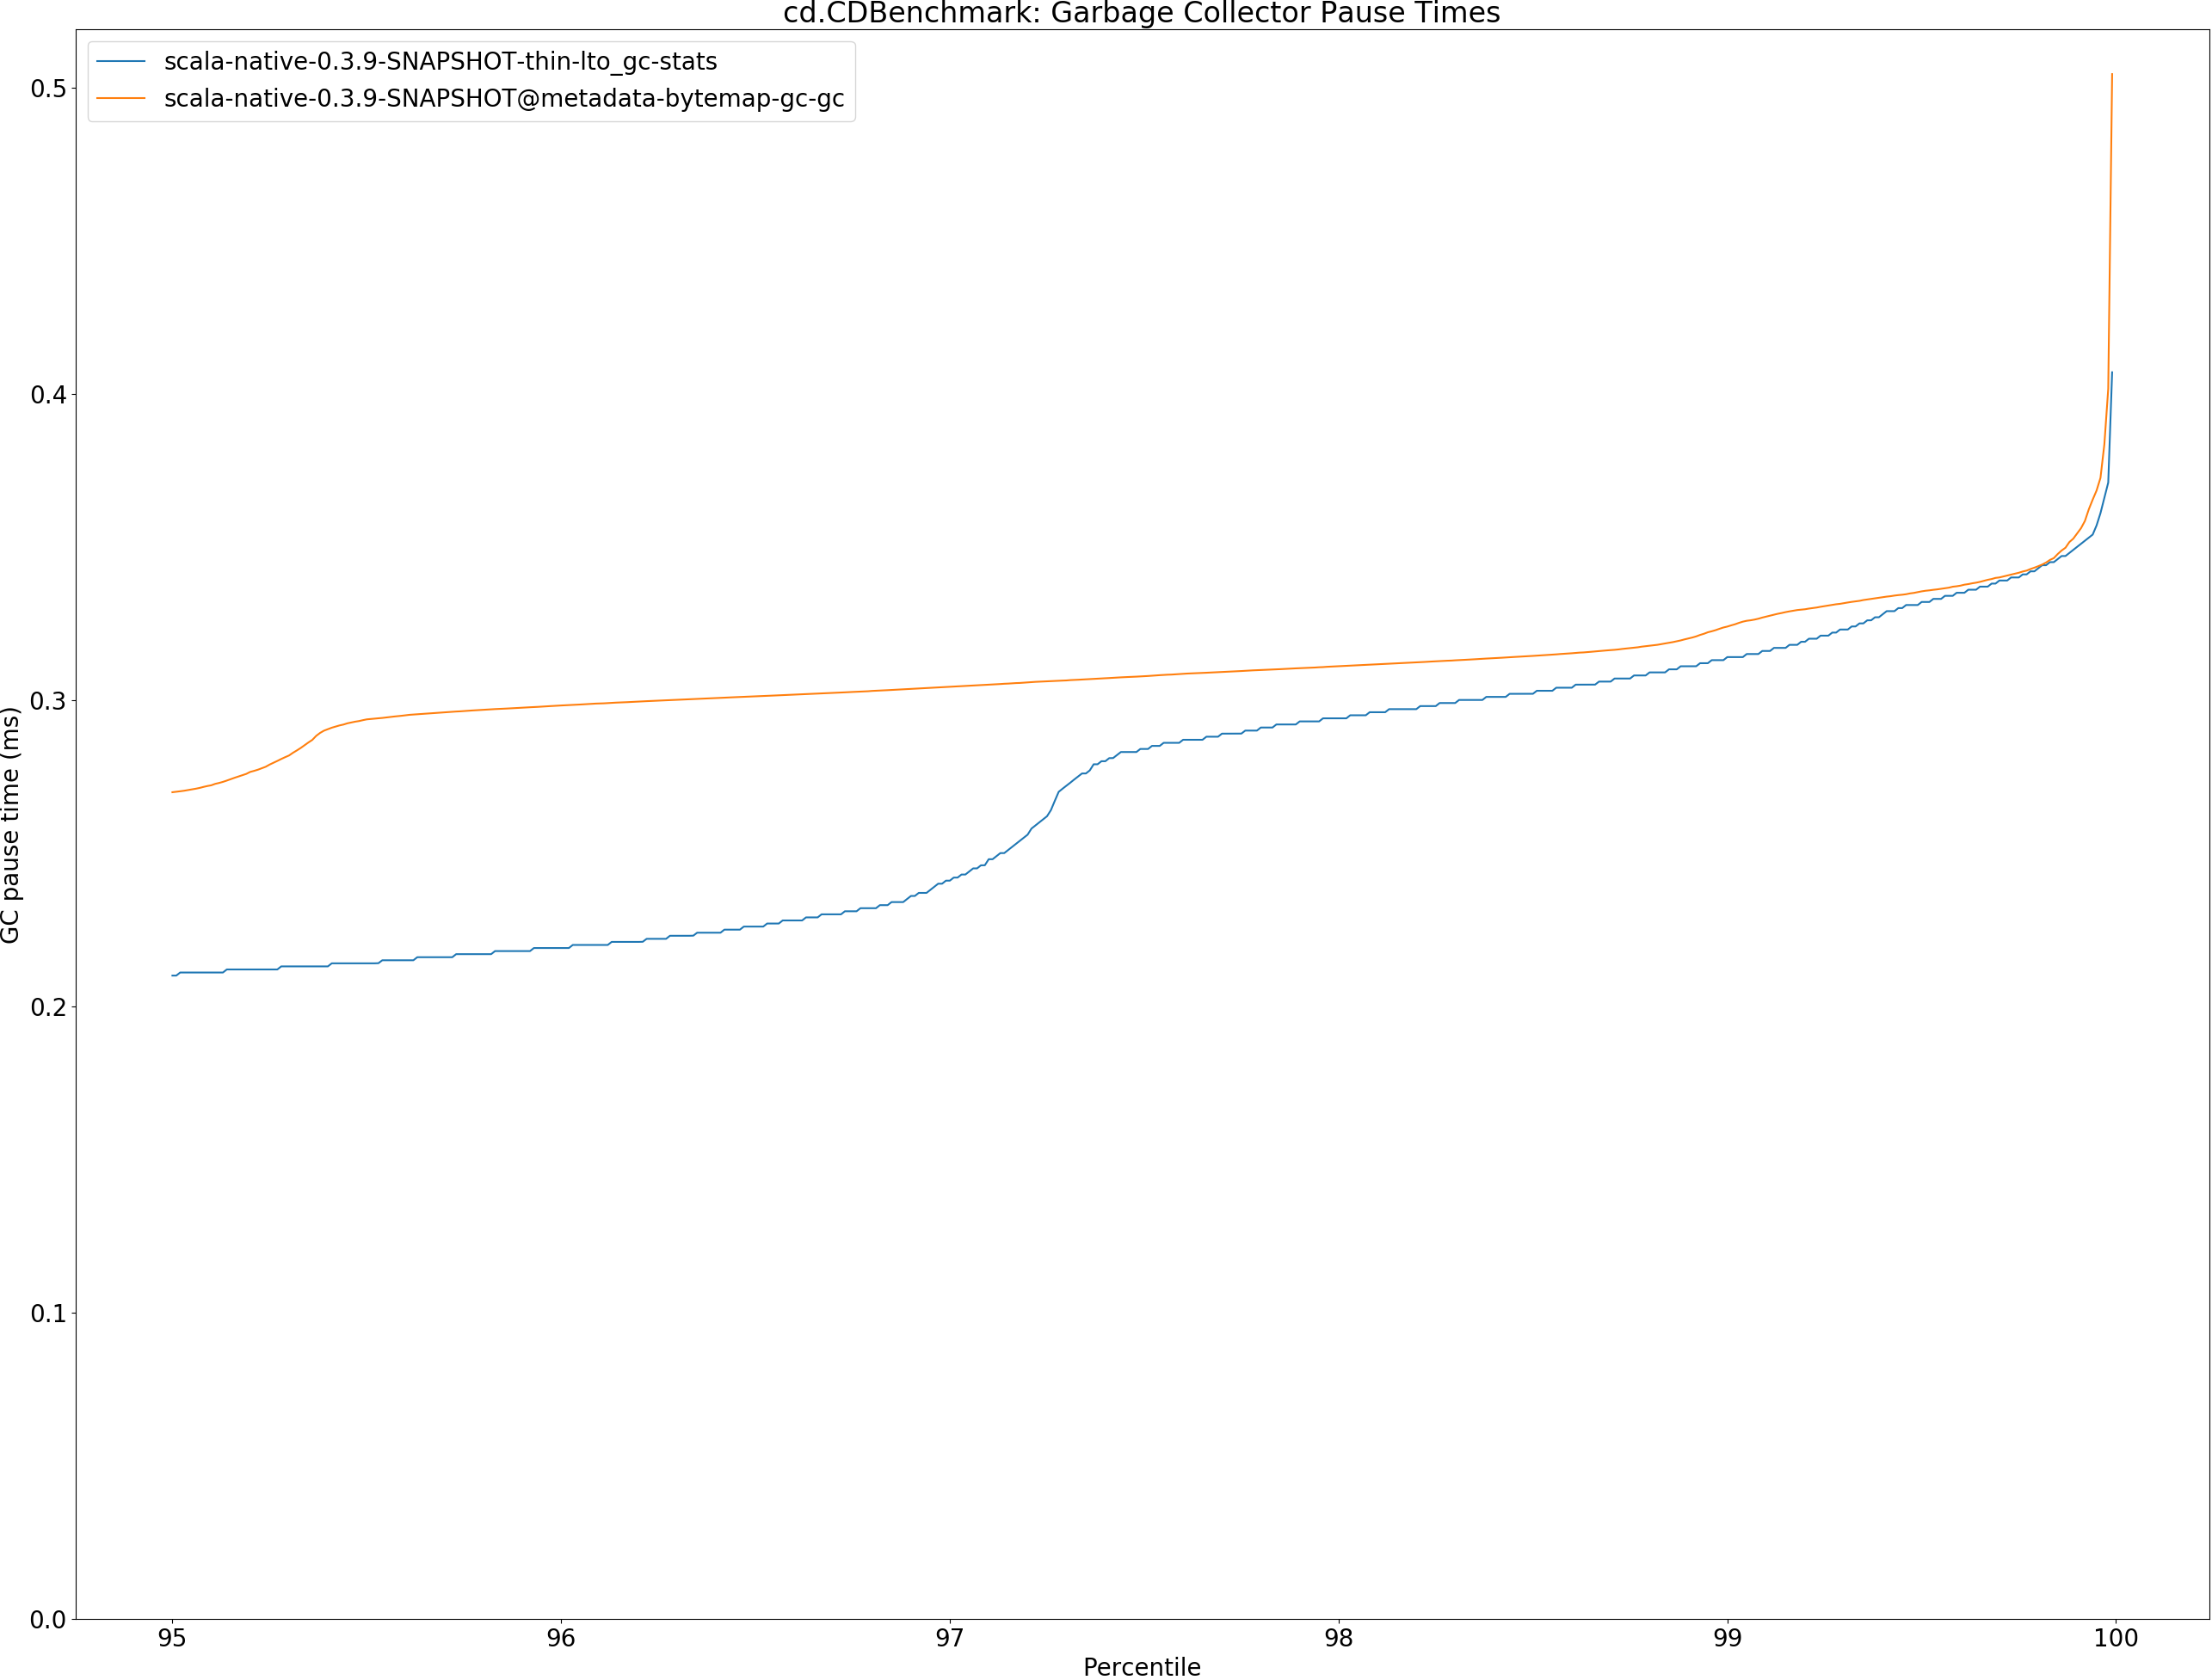 cd.CDBenchmark: Garbage Collector Pause Times
scala-native-0.3.9-SNAPSHOT-thin-lto_gc-stats
scala-native-0.3.9-SNAPSHOT@metadata-bytemap-gc-gc
0.5
0.4
0.3
0.2
0.1
0.0
GC pause time (ms)
95 96 97 98 99 100
Percentile